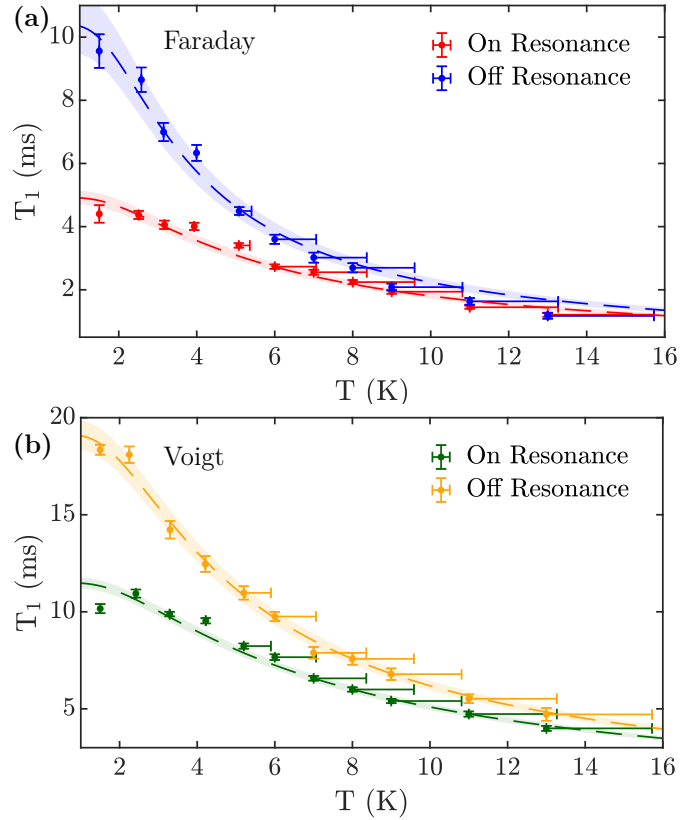 (a)
Faraday
On Resonance
Off Resonance
10
8
6
4
2
T₁ (ms)
2 4 6 8 10 12 14 16
T (K)
(b)
Voigt
On Resonance
Off Resonance
20
15
10
5
T₁ (ms)
2 4 6 8 10 12 14 16
T (K)